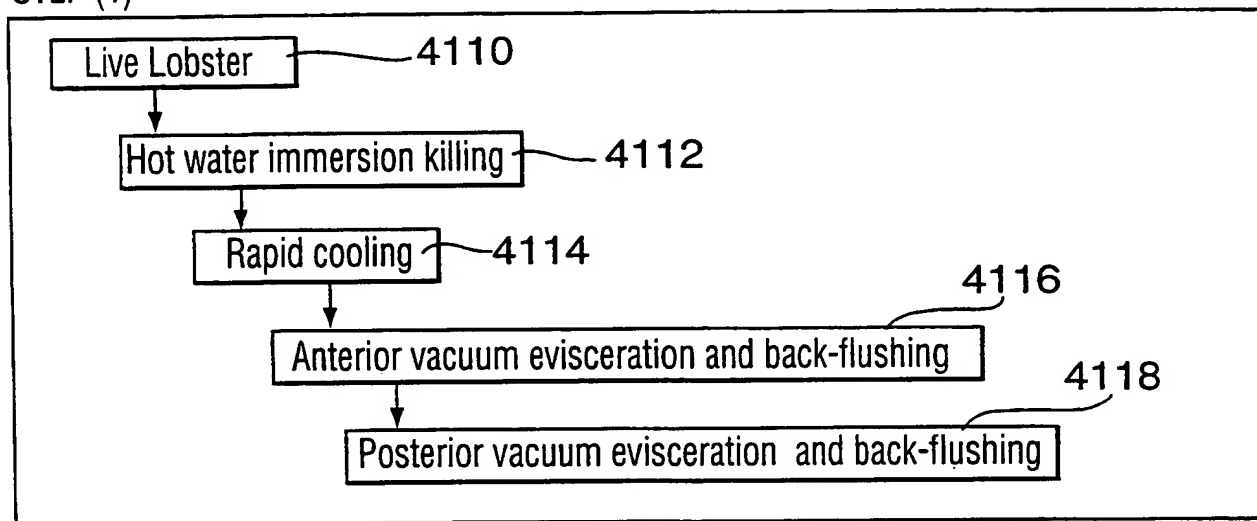 Live Lobster 4110
Hot water immersion killing 4112
Rapid cooling 4114
4116
Anterior vacuum evisceration and back-flushing
4118
Posterior vacuum evisceration and back-flushing